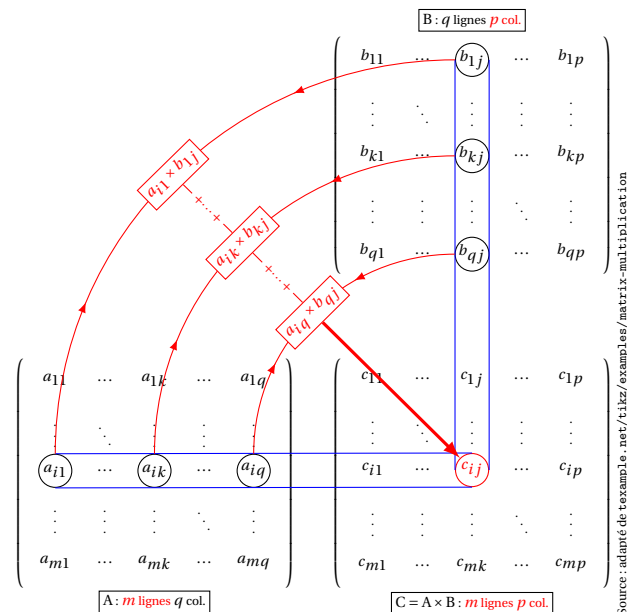 B : q lignes p col.
b11 ... b1j ... b1p
⋮ ⋱ ⋮ ⋮ ⋮
bk1 ... bkj ... bkp
⋮ ⋮ ⋮ ⋱ ⋮
bq1 ... bqj ... bqp
ai1 × b1j
+...+
aik × bkj
+...+
aiq × bqj
a11 ... a1k ... a1q
⋮ ⋱ ⋮ ⋮ ⋮
ai1 ... aik ... aiq
⋮ ⋮ ⋮ ⋱ ⋮
am1 ... amk ... amq
A : m lignes q col.
c11 ... c1j ... c1p
⋮ ⋱ ⋮ ⋮ ⋮
ci1 ... cij ... cip
⋮ ⋮ ⋮ ⋱ ⋮
cm1 ... cmk ... cmp
C = A × B : m lignes p col.
Source : adapté de texample.net/tikz/examples/matrix-multiplication